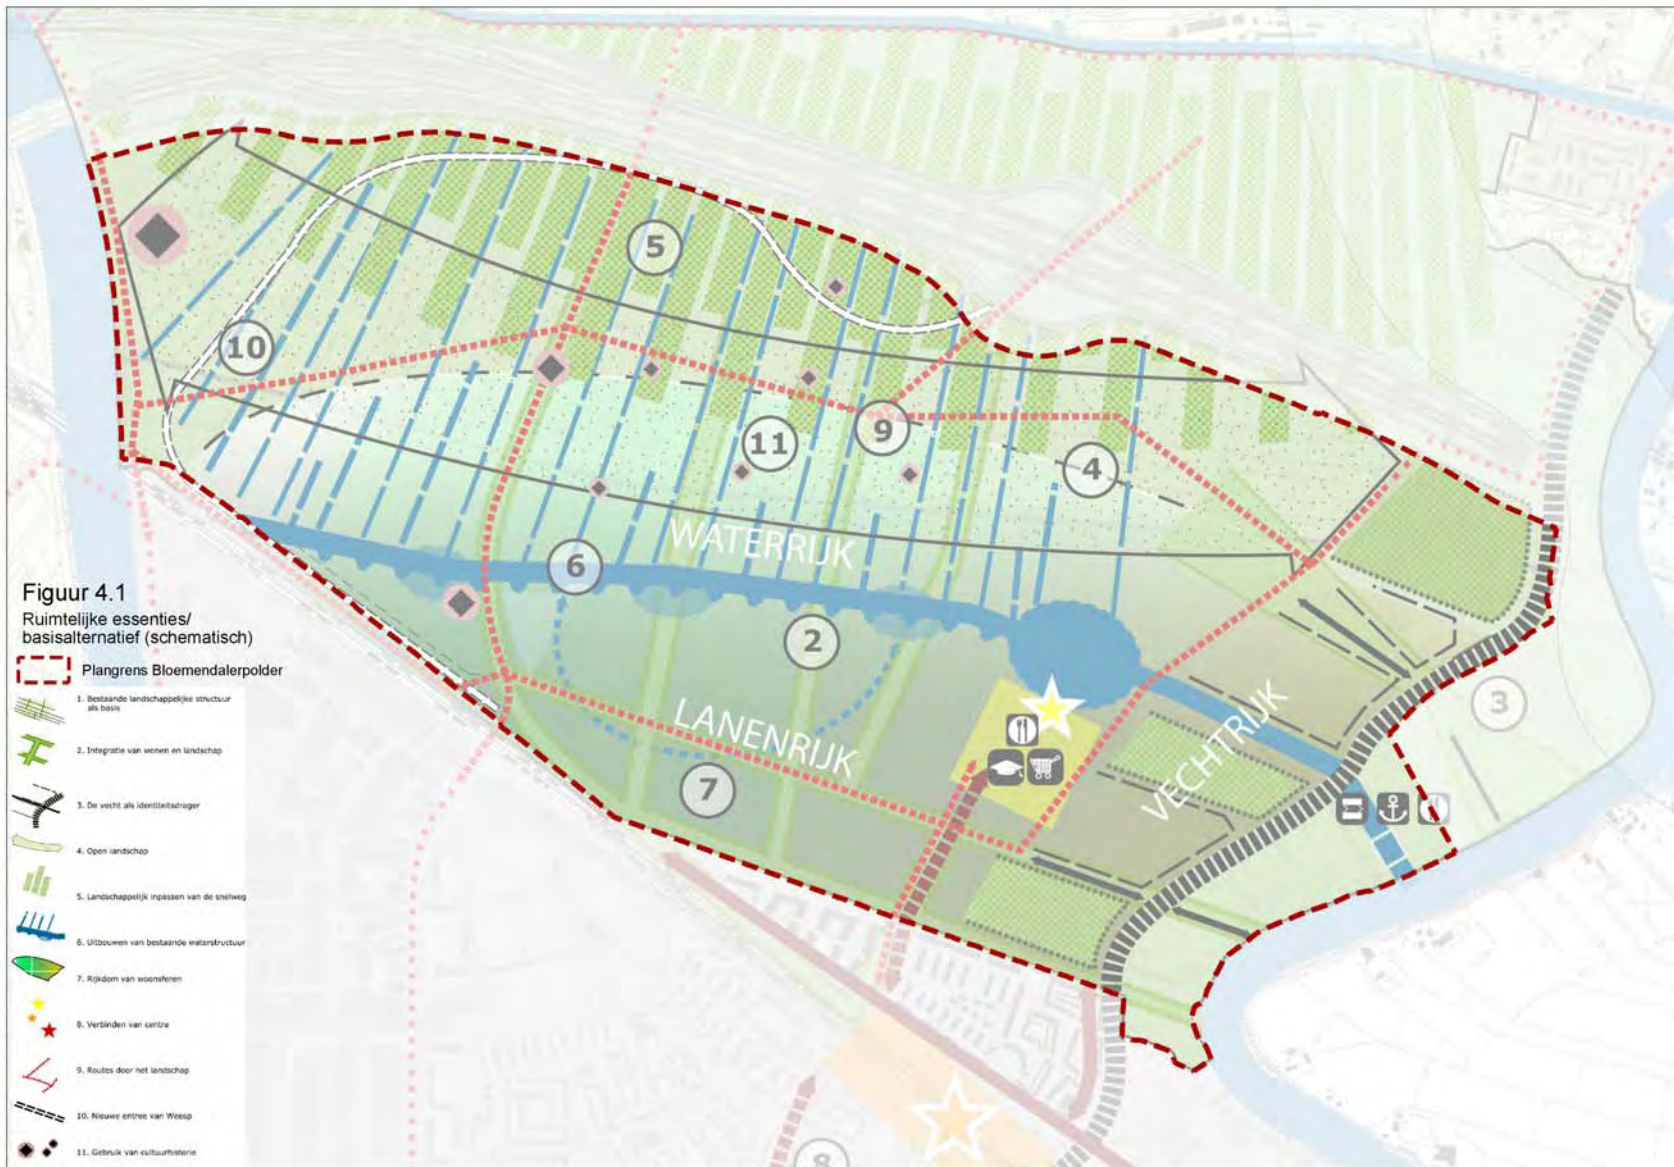 5
10
11
9
4
WATERRIJK
6
2
3
LANENRIJK
VECHTRIJK
7
8
Figuur 4.1
Ruimtelijke essenties/
basisalternatief (schematisch)
Plangrens Bloemendalerpolder
1. Bestaande landschappelijke structuur
als basis
2. Integratie van wonen en landschap
3. De vecht als identiteitsdrager
4. Open landschap
5. Landschappelijk inpassen van de snelweg
6. Uitbouwen van bestaande waterstructuur
7. Rijkdom van woonsferen
8. Verbinden van centra
9. Routes door het landschap
10. Nieuwe entree van Weesp
11. Gebruik van cultuurhistorie